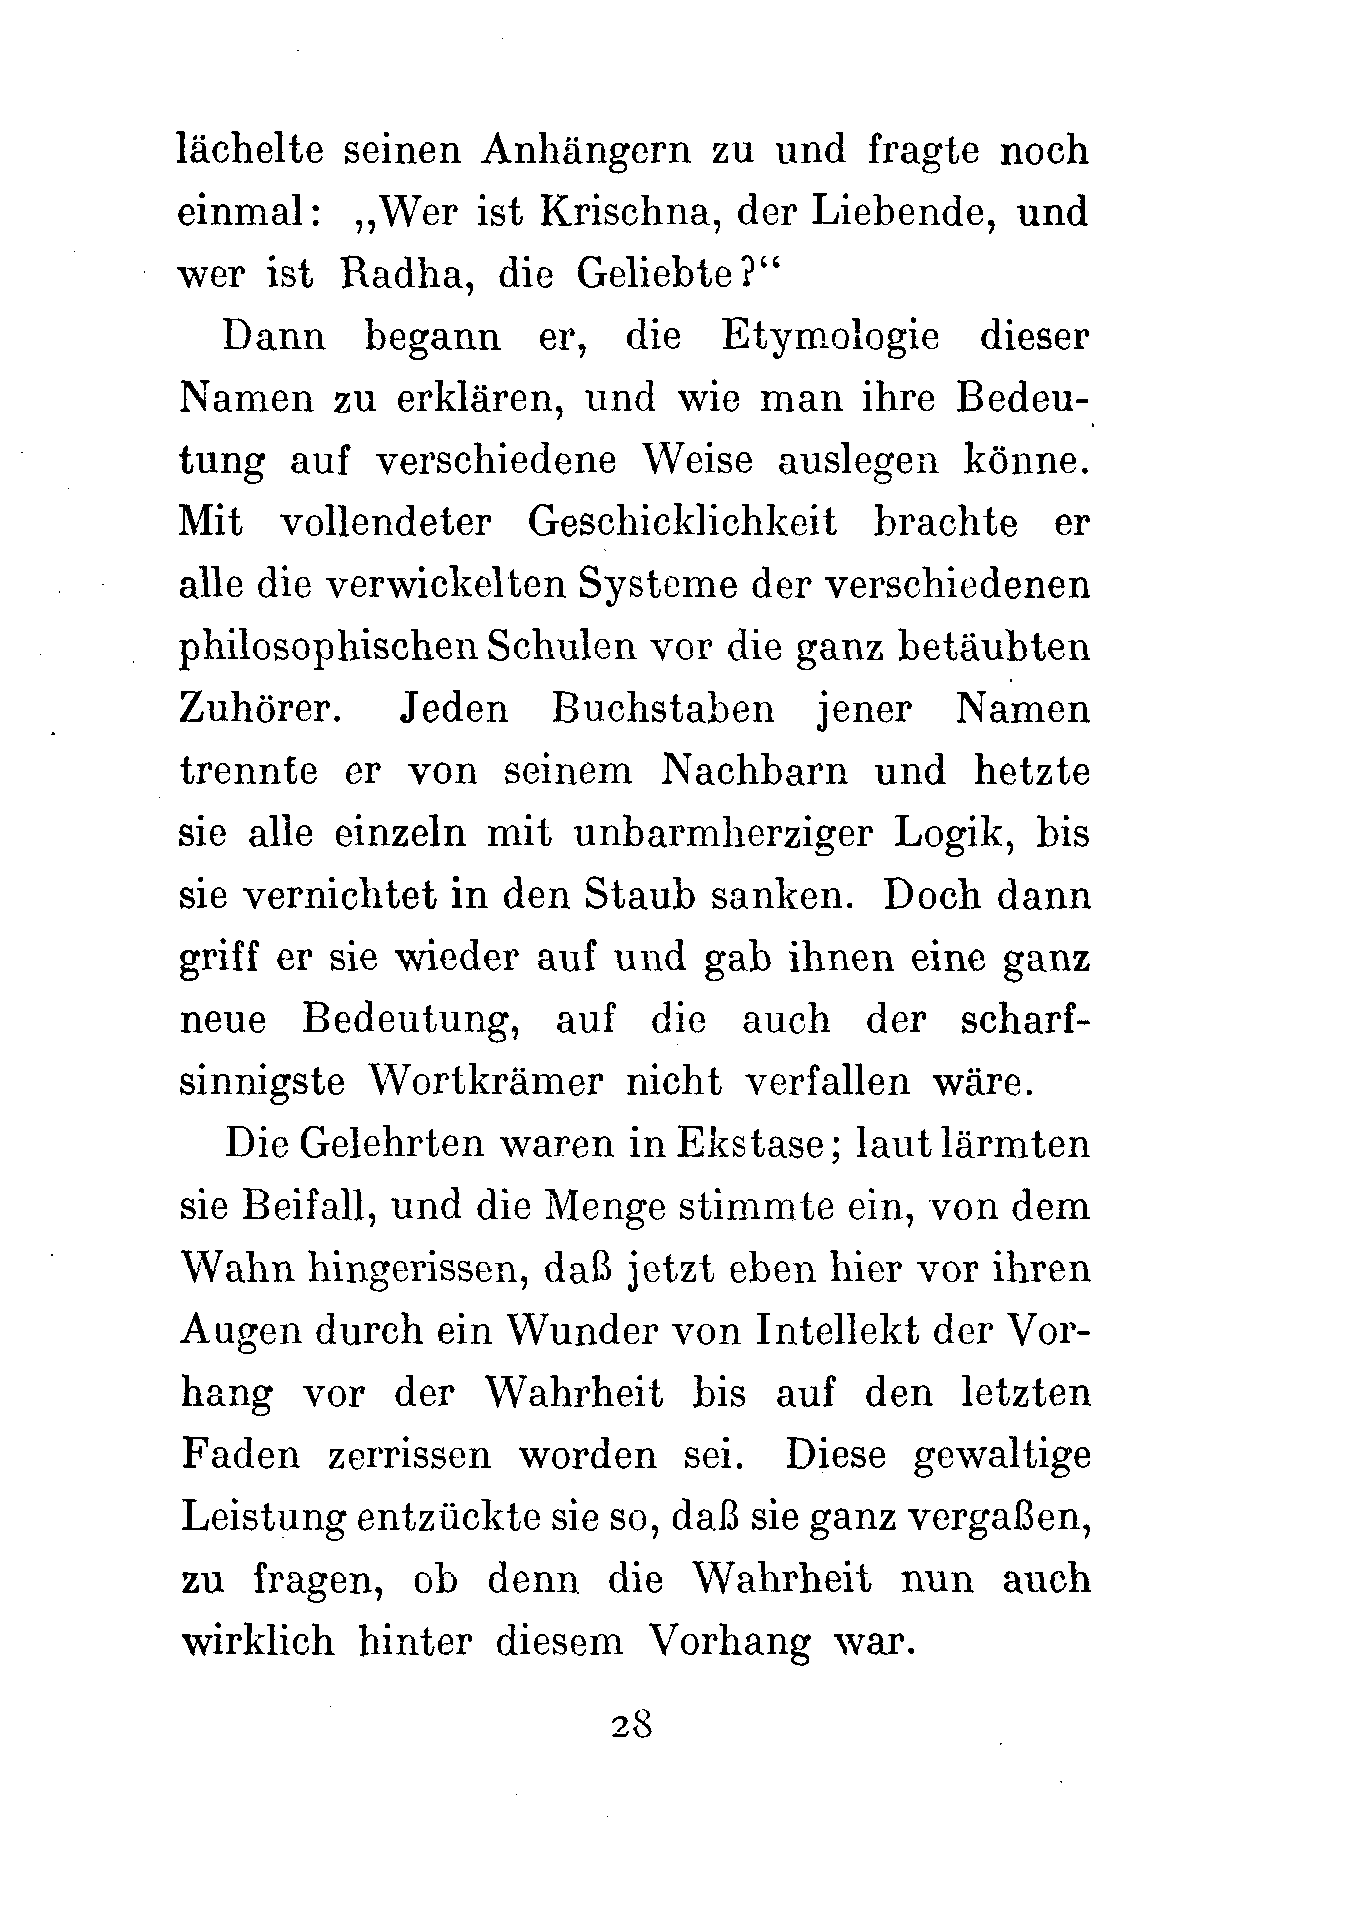 lächelte seinen Anhängern zu und fragte noch
einmal: „Wer ist Krischna, der Liebende, und
wer ist Radha, die Geliebte?“
Dann begann er, die Etymologie dieser
Namen zu erklären, und wie man ihre Bedeu-
tung auf verschiedene Weise auslegen könne.
Mit vollendeter Geschicklichkeit brachte er
alle die verwickelten Systeme der verschiedenen
philosophischen Schulen vor die ganz betäubten
Zuhörer. Jeden Buchstaben jener Namen
trennte er von seinem Nachbarn und hetzte
sie alle einzeln mit unbarmherziger Logik, bis
sie vernichtet in den Staub sanken. Doch dann
griff er sie wieder auf und gab ihnen eine ganz
neue Bedeutung, auf die auch der scharf-
sinnigste Wortkrämer nicht verfallen wäre.
Die Gelehrten waren in Ekstase; laut lärmten
sie Beifall, und die Menge stimmte ein, von dem
Wahn hingerissen, daß jetzt eben hier vor ihren
Augen durch ein Wunder von Intellekt der Vor-
hang vor der Wahrheit bis auf den letzten
Faden zerrissen worden sei. Diese gewaltige
Leistung entzückte sie so, daß sie ganz vergaßen,
zu fragen, ob denn die Wahrheit nun auch
wirklich hinter diesem Vorhang war.
28